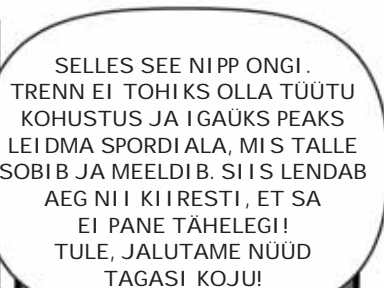 SELLES SEE NIPP ONGI.
TRENN EI TOHIKS OLLA TÜÜTU
KOHUSTUS JA IGAÜKS PEAKS
LEIDMA SPORDIALA, MIS TALLE
SOBIB JA MEELDIB. SIIS LENDAB
AEG NII KIIRESTI, ET SA
EI PANE TÄHELEGI!
TULE, JALUTAME NÜÜD
TAGASI KOJU!